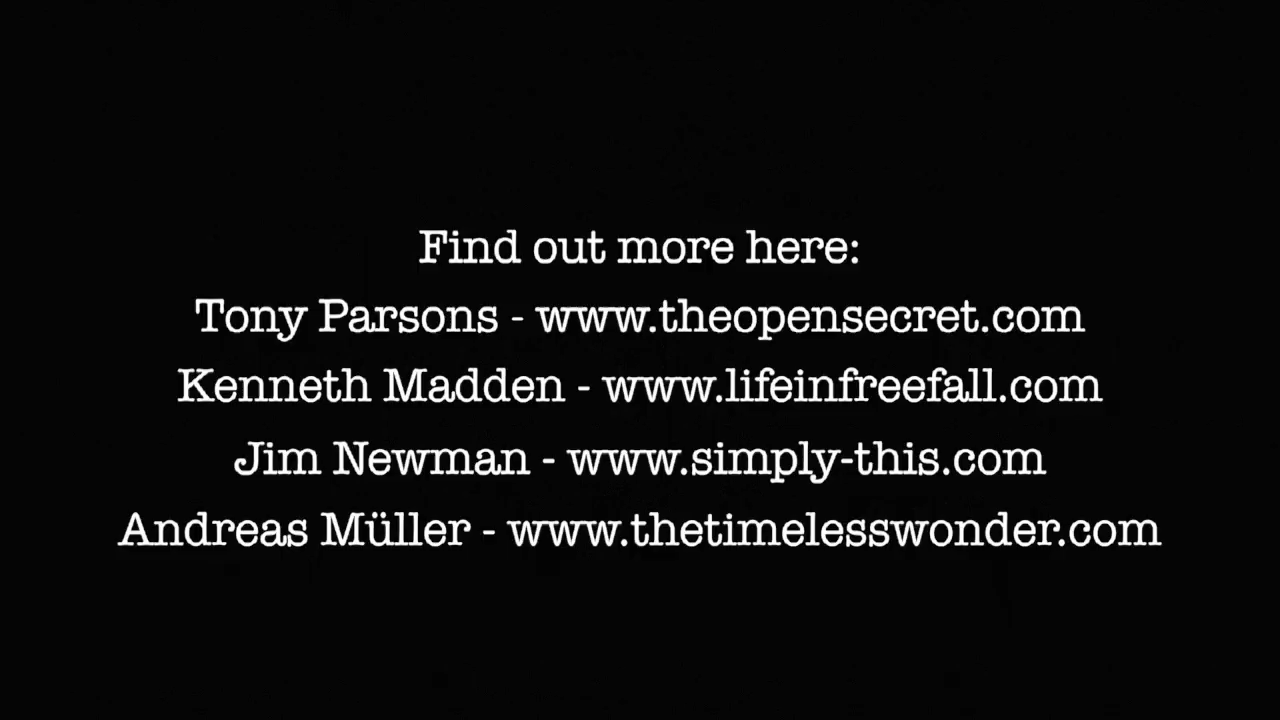 Find out more here:
Tony Parsons - www.theopensecret.com
Kenneth Madden - www.lifeinfreefall.com
Jim Newman - www.simply-this.com
Andreas Müller - www.thetimelesswonder.com